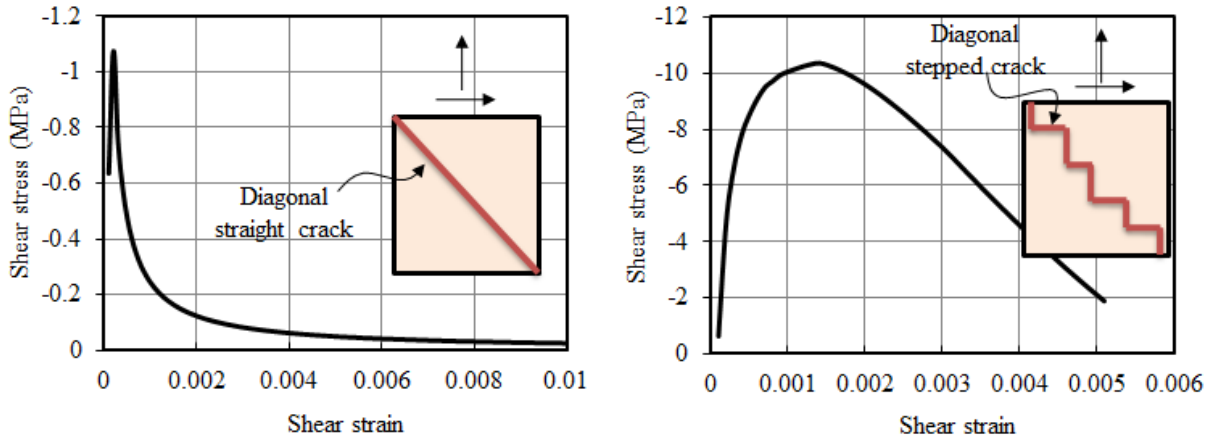 Shear stress (MPa)
-1.2
-1
-0.8
-0.6
-0.4
-0.2
0
0 0.002 0.004 0.006 0.008 0.01
Shear strain
Diagonal
straight crack
Shear stress (MPa)
-12
-10
-8
-6
-4
-2
0
0 0.001 0.002 0.003 0.004 0.005 0.006
Shear strain
Diagonal
stepped crack